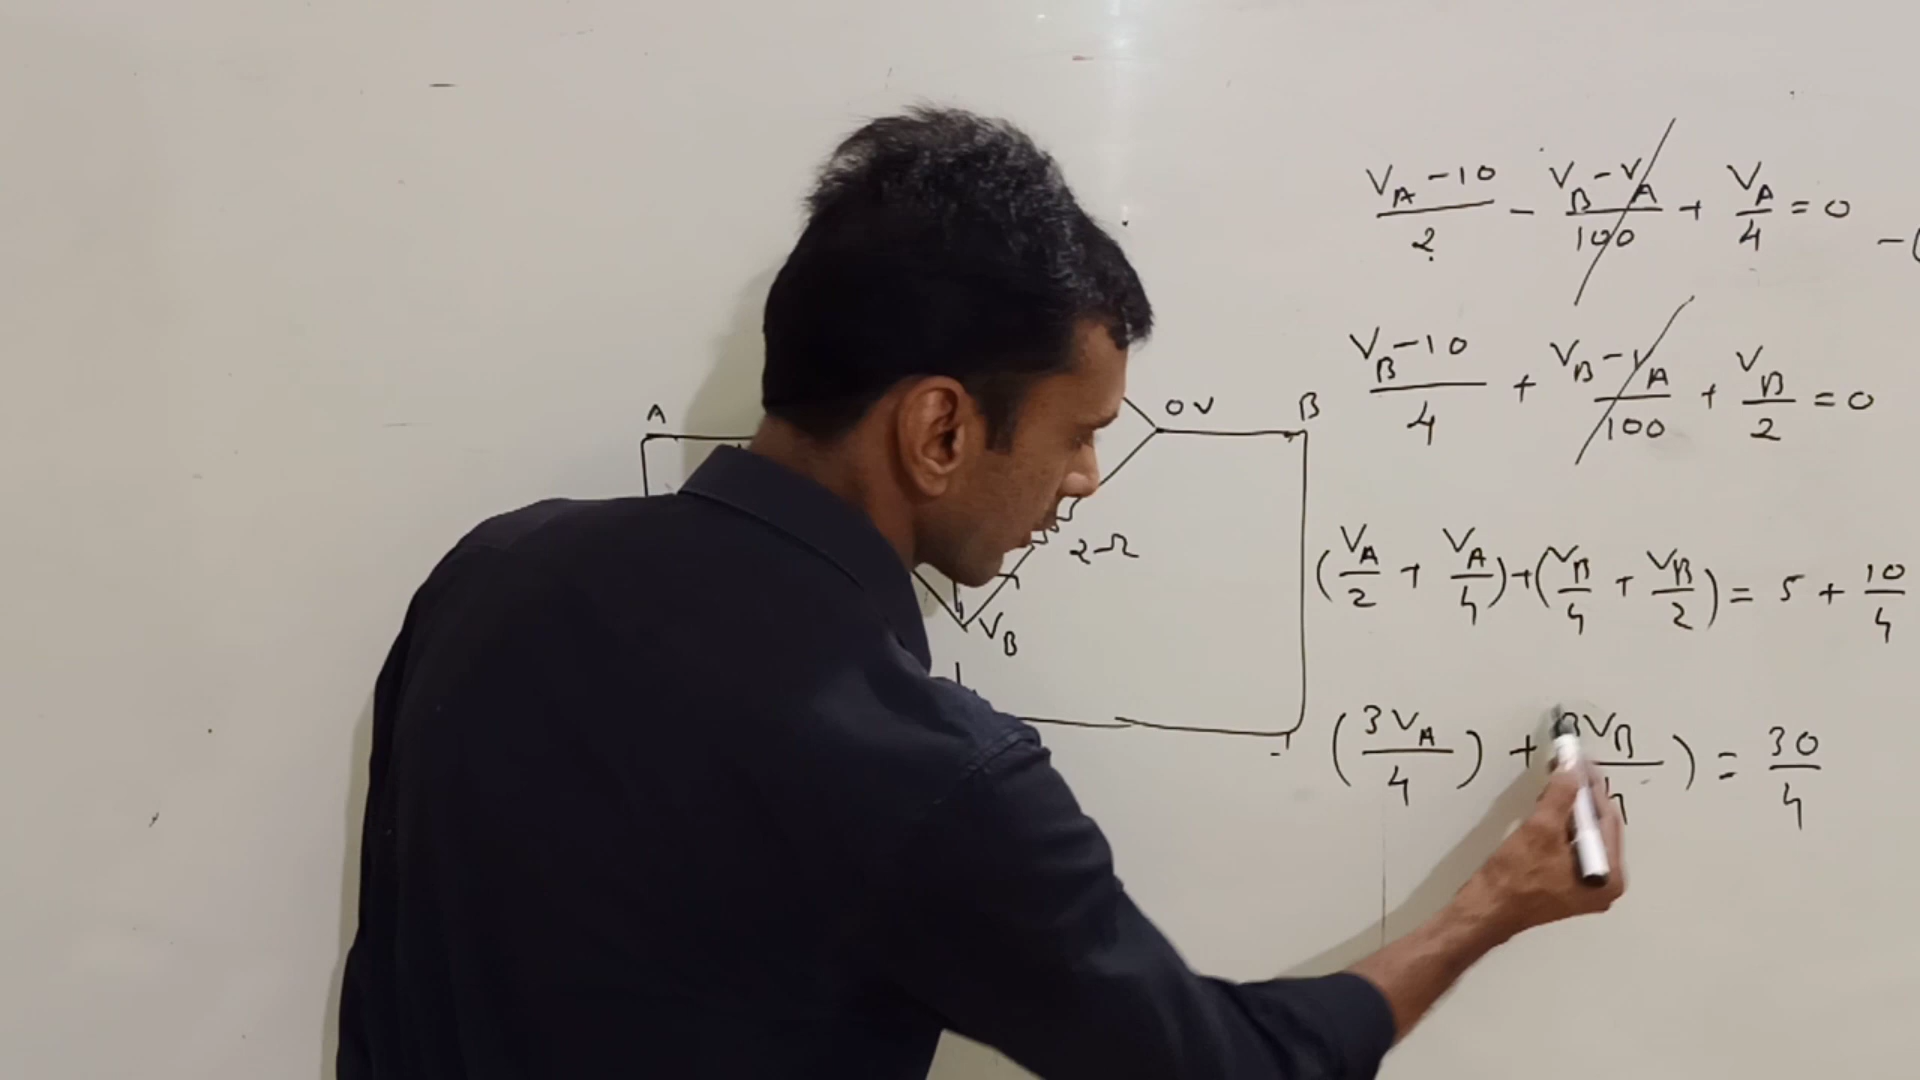 (V_A - 10)/2 - (V_B - V_A)/100 + V_A/4 = 0 - (
(V_B - 10)/4 + (V_B - V_A)/100 + V_B/2 = 0
A
0V
B
2Ω
V_B
(V_A/2 + V_A/4) + (V_B/4 + V_B/2) = 5 + 10/4
(3V_A/4) + 3V_B/4) = 30/4